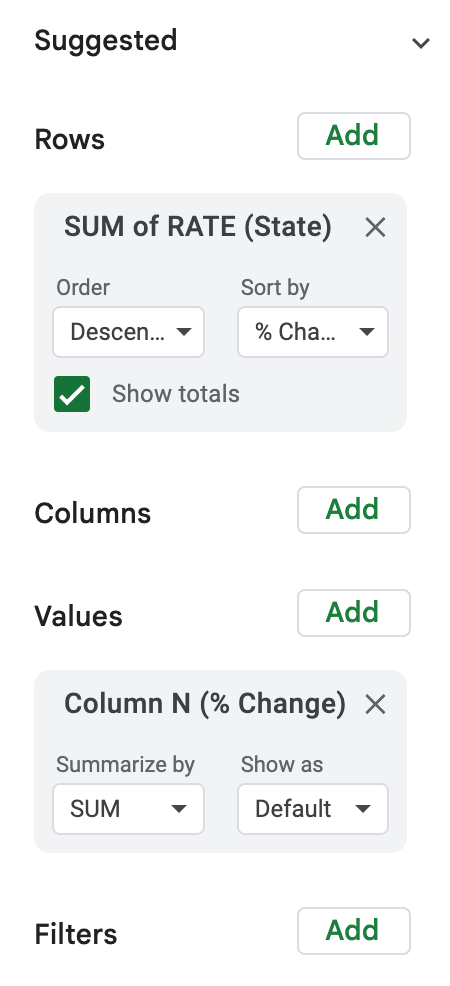 Suggested
Rows
Add
SUM of RATE (State)
Order
Sort by
Descen...
% Cha...
Show totals
Columns
Add
Values
Add
Column N (% Change)
Summarize by
Show as
SUM
Default
Filters
Add